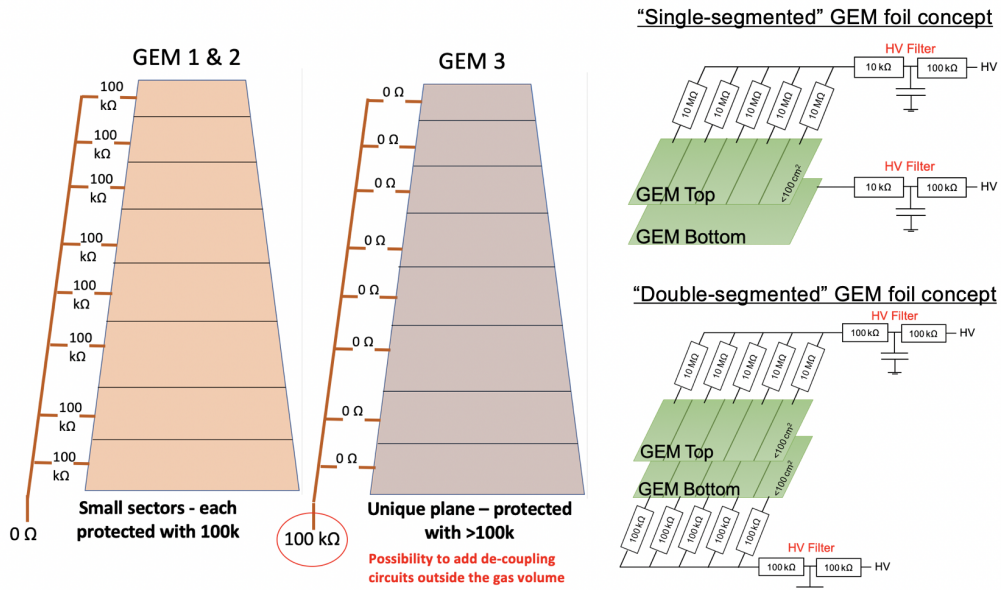 GEM 1 & 2
100
kΩ
100
kΩ
100
kΩ
100
kΩ
100
kΩ
100
kΩ
100
kΩ
100
kΩ
0 Ω
Small sectors - each
protected with 100k
GEM 3
0 Ω
0 Ω
0 Ω
0 Ω
0 Ω
0 Ω
0 Ω
0 Ω
100 kΩ
Unique plane – protected
with >100k
Possibility to add de-coupling
circuits outside the gas volume
“Single-segmented” GEM foil concept
HV Filter
10 kΩ
100 kΩ
HV
10 MΩ
10 MΩ
10 MΩ
10 MΩ
10 MΩ
GEM Top
<100 cm²
HV Filter
10 kΩ
100 kΩ
HV
GEM Bottom
“Double-segmented” GEM foil concept
HV Filter
100 kΩ
100 kΩ
HV
10 MΩ
10 MΩ
10 MΩ
10 MΩ
10 MΩ
GEM Top
<100 cm²
GEM Bottom
<100 cm²
100 kΩ
100 kΩ
100 kΩ
100 kΩ
100 kΩ
HV Filter
100 kΩ
100 kΩ
HV